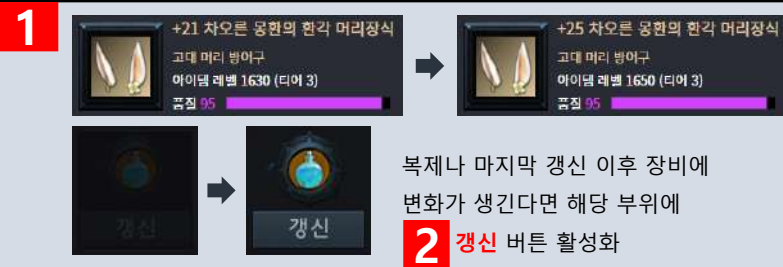 1
+21 차오른 몽환의 환각 머리장식
고대 머리 방어구
아이템 레벨 1630 (티어 3)
품질 95
+25 차오른 몽환의 환각 머리장식
고대 머리 방어구
아이템 레벨 1650 (티어 3)
품질 95
갱신
갱신
복제나 마지막 갱신 이후 장비에
변화가 생긴다면 해당 부위에
2 갱신 버튼 활성화